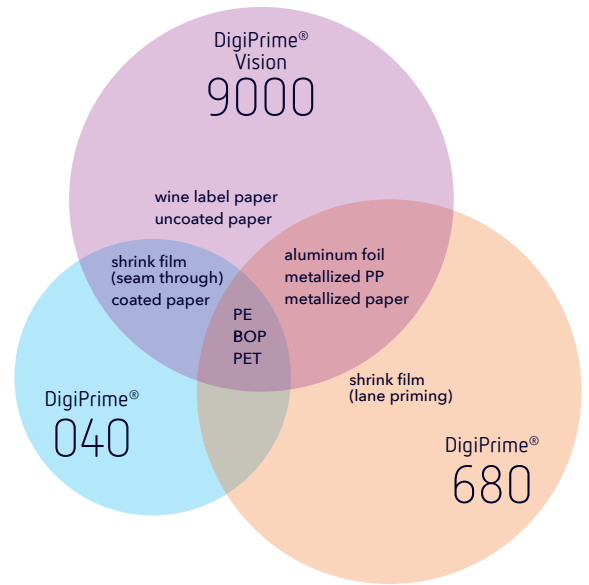 DigiPrime®
Vision
9000
wine label paper
uncoated paper
shrink film
(seam through)
coated paper
aluminum foil
metallized PP
metallized paper
PE
BOP
PET
shrink film
(lane priming)
DigiPrime®
040
DigiPrime®
680